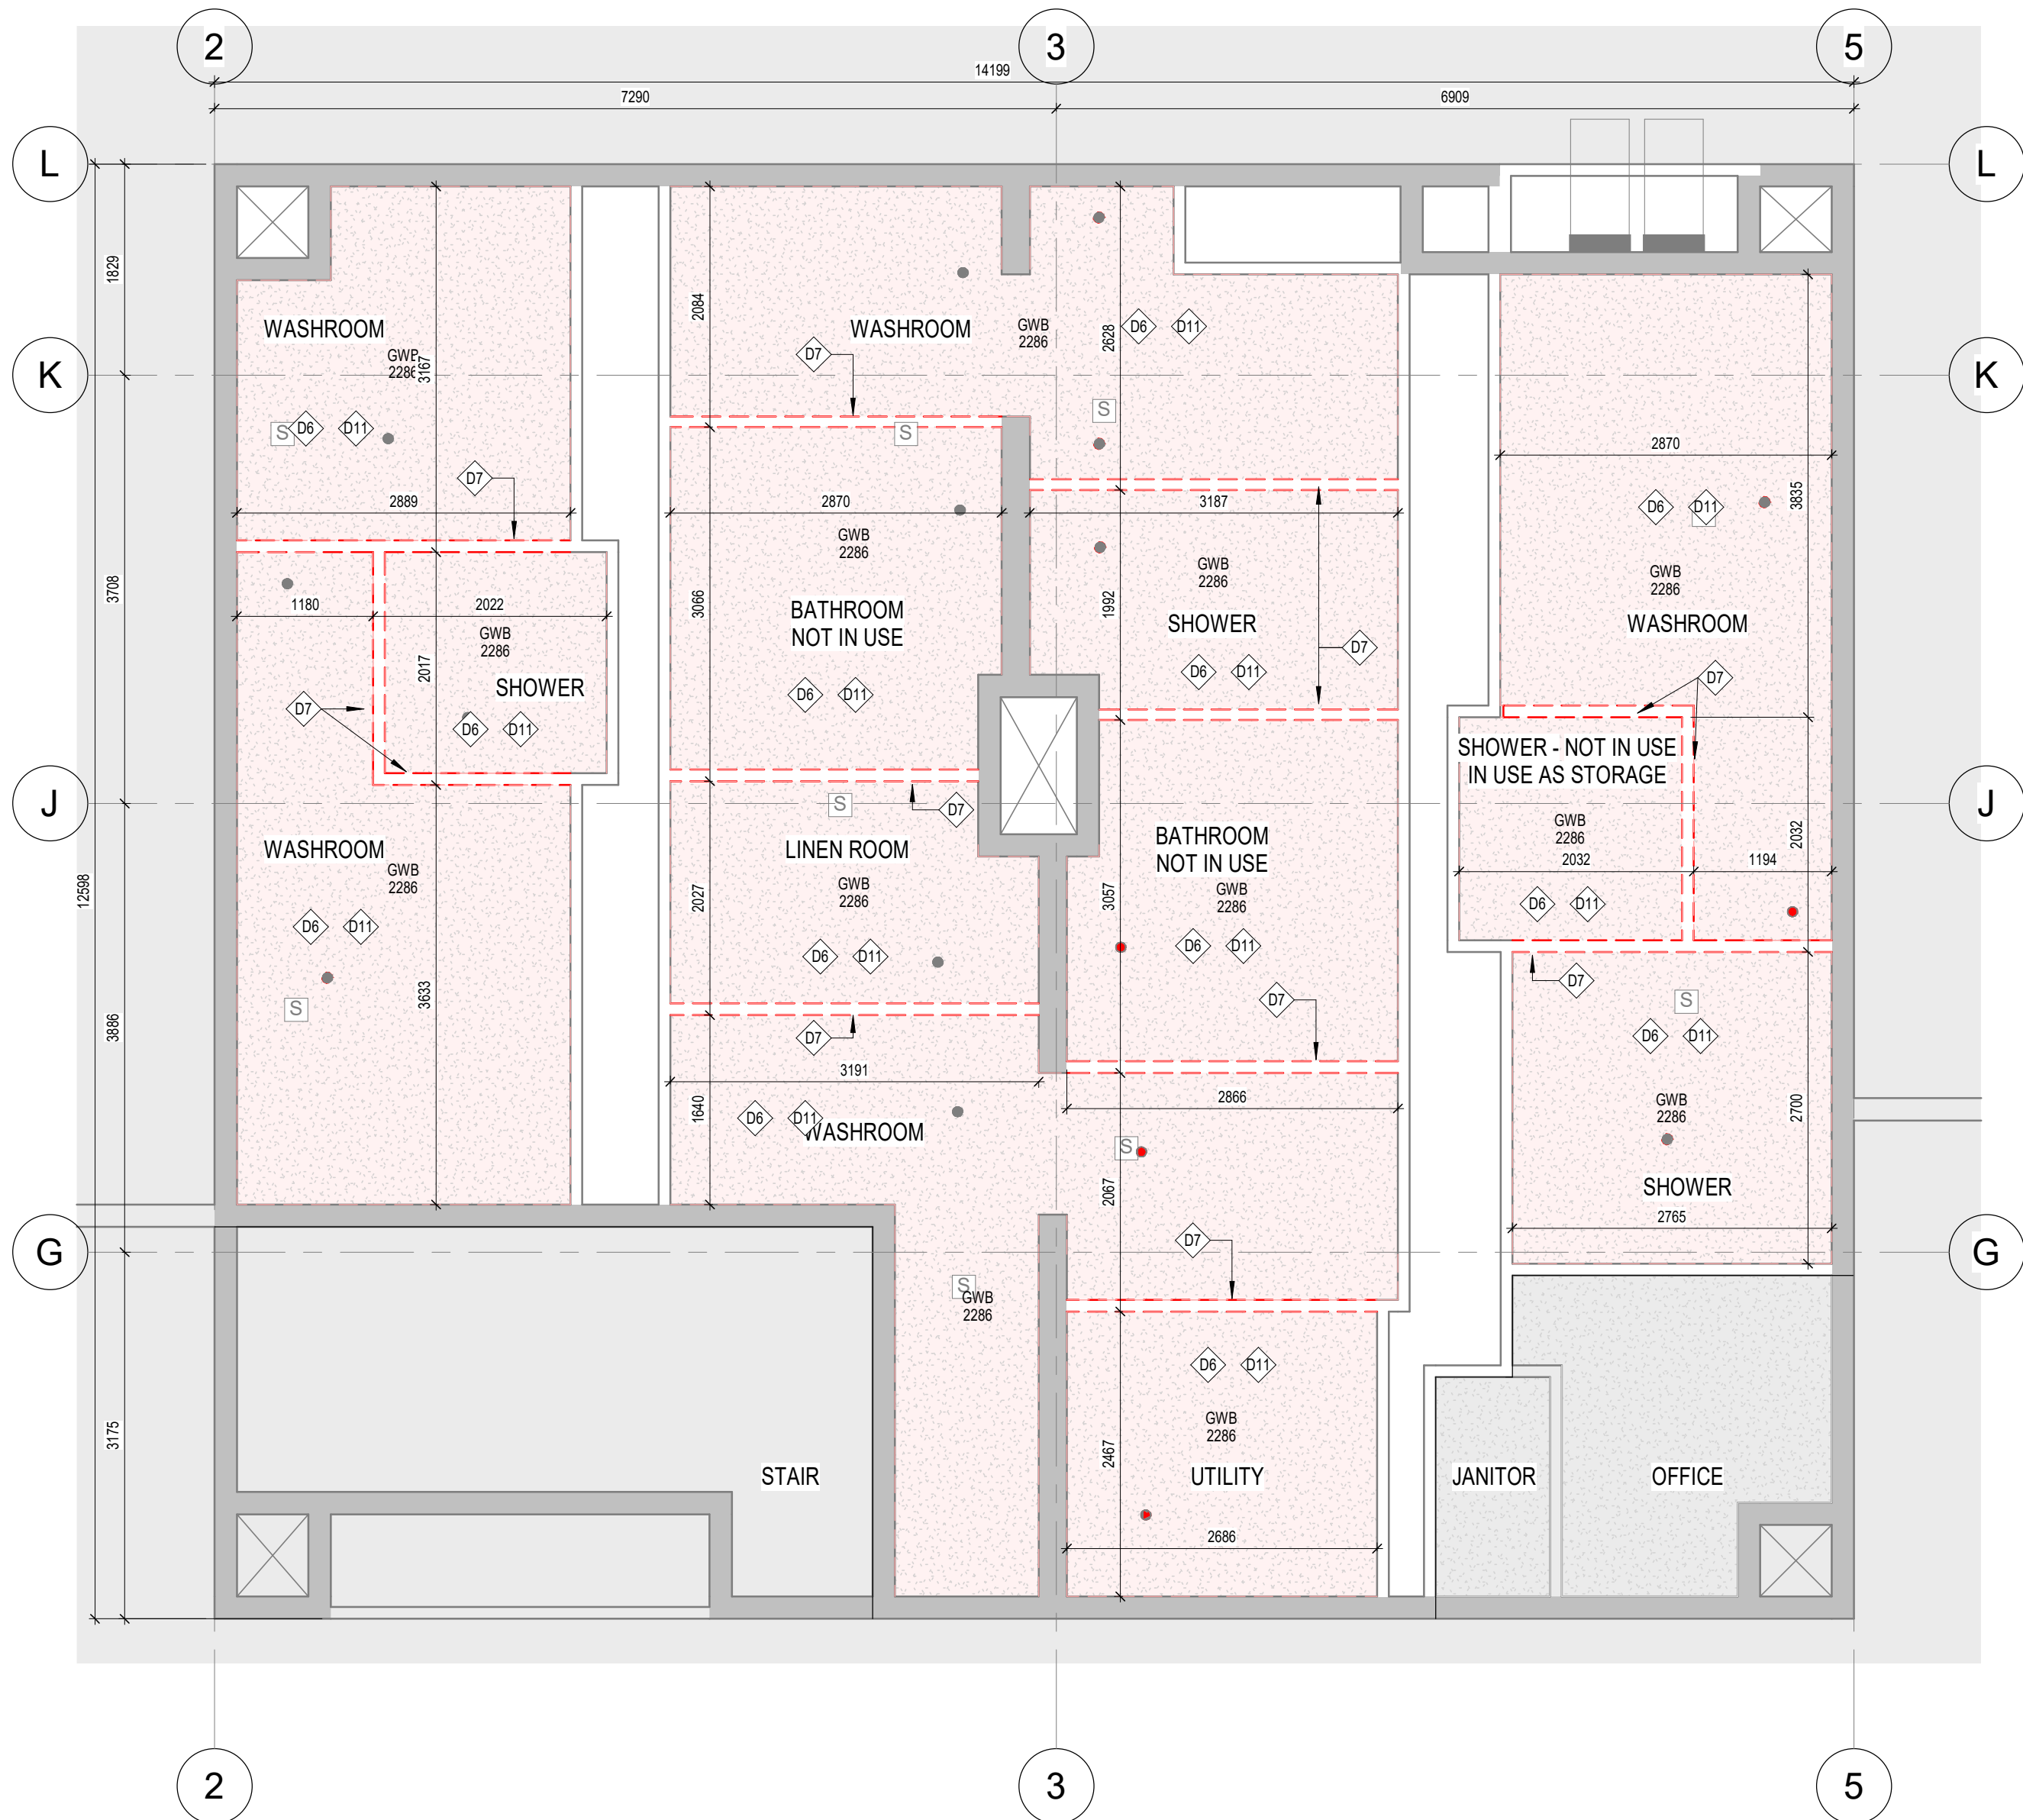 2
3
5
14199
7290
6909
L
L
1829
WASHROOM
GWB
2286
3167
2084
WASHROOM
GWB
2286
2628
D6
D11
D7
K
K
S
D6
D11
D7
S
S
2870
3835
2889
2870
3187
D6
D11
GWB
2286
GWB
2286
GWB
2286
3708
1180
2022
3066
BATHROOM
NOT IN USE
1992
SHOWER
WASHROOM
GWB
2286
2017
SHOWER
D7
D6
D11
D6
D11
D6
D11
D7
D7
SHOWER - NOT IN USE
IN USE AS STORAGE
J
J
S
D7
WASHROOM
GWB
2286
LINEN ROOM
GWB
2286
BATHROOM
NOT IN USE
GWB
2286
GWB
2286
2032
2032
1194
12598
2027
3057
D6
D11
D6
D11
D6
D11
D6
D11
S
3633
3886
D7
D7
D7
S
D6
D11
3191
1640
2866
GWB
2286
2700
D6
D11
WASHROOM
S
SHOWER
2067
2765
D7
G
G
S
GWB
2286
D6
D11
GWB
2286
2467
3175
STAIR
UTILITY
JANITOR
OFFICE
2686
2
3
5